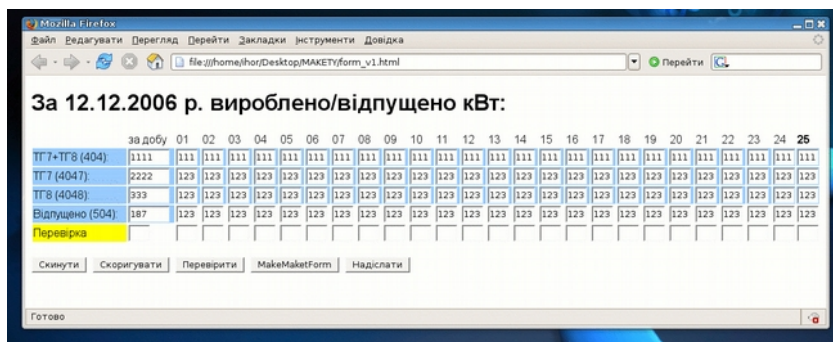 Mozilla Firefox
Файл Редагувати Перегляд Перейти Закладки Інструменти Довідка
file:///home/ihor/Desktop/MAKETY/form_v1.html Перейти
За 12.12.2006 р. вироблено/відпущено кВт:
за добу 01 02 03 04 05 06 07 08 09 10 11 12 13 14 15 16 17 18 19 20 21 22 23 24 25
ТГ7+ТГ8 (404): 1111 111 111 111 111 111 111 111 111 111 111 111 111 111 111 111 111 111 111 111 111 111 111 111 111 111
ТГ7 (4047): 2222 123 123 123 123 123 123 123 123 123 123 123 123 123 123 123 123 123 123 123 123 123 123 123 123 123
ТГ8 (4048): 333 123 123 123 123 123 123 123 123 123 123 123 123 123 123 123 123 123 123 123 123 123 123 123 123 123
Відпущено (504): 187 123 123 123 123 123 123 123 123 123 123 123 123 123 123 123 123 123 123 123 123 123 123 123 123 123
Перевірка
Скинути Скоригувати Перевірити MakeMaketForm Надіслати
Готово